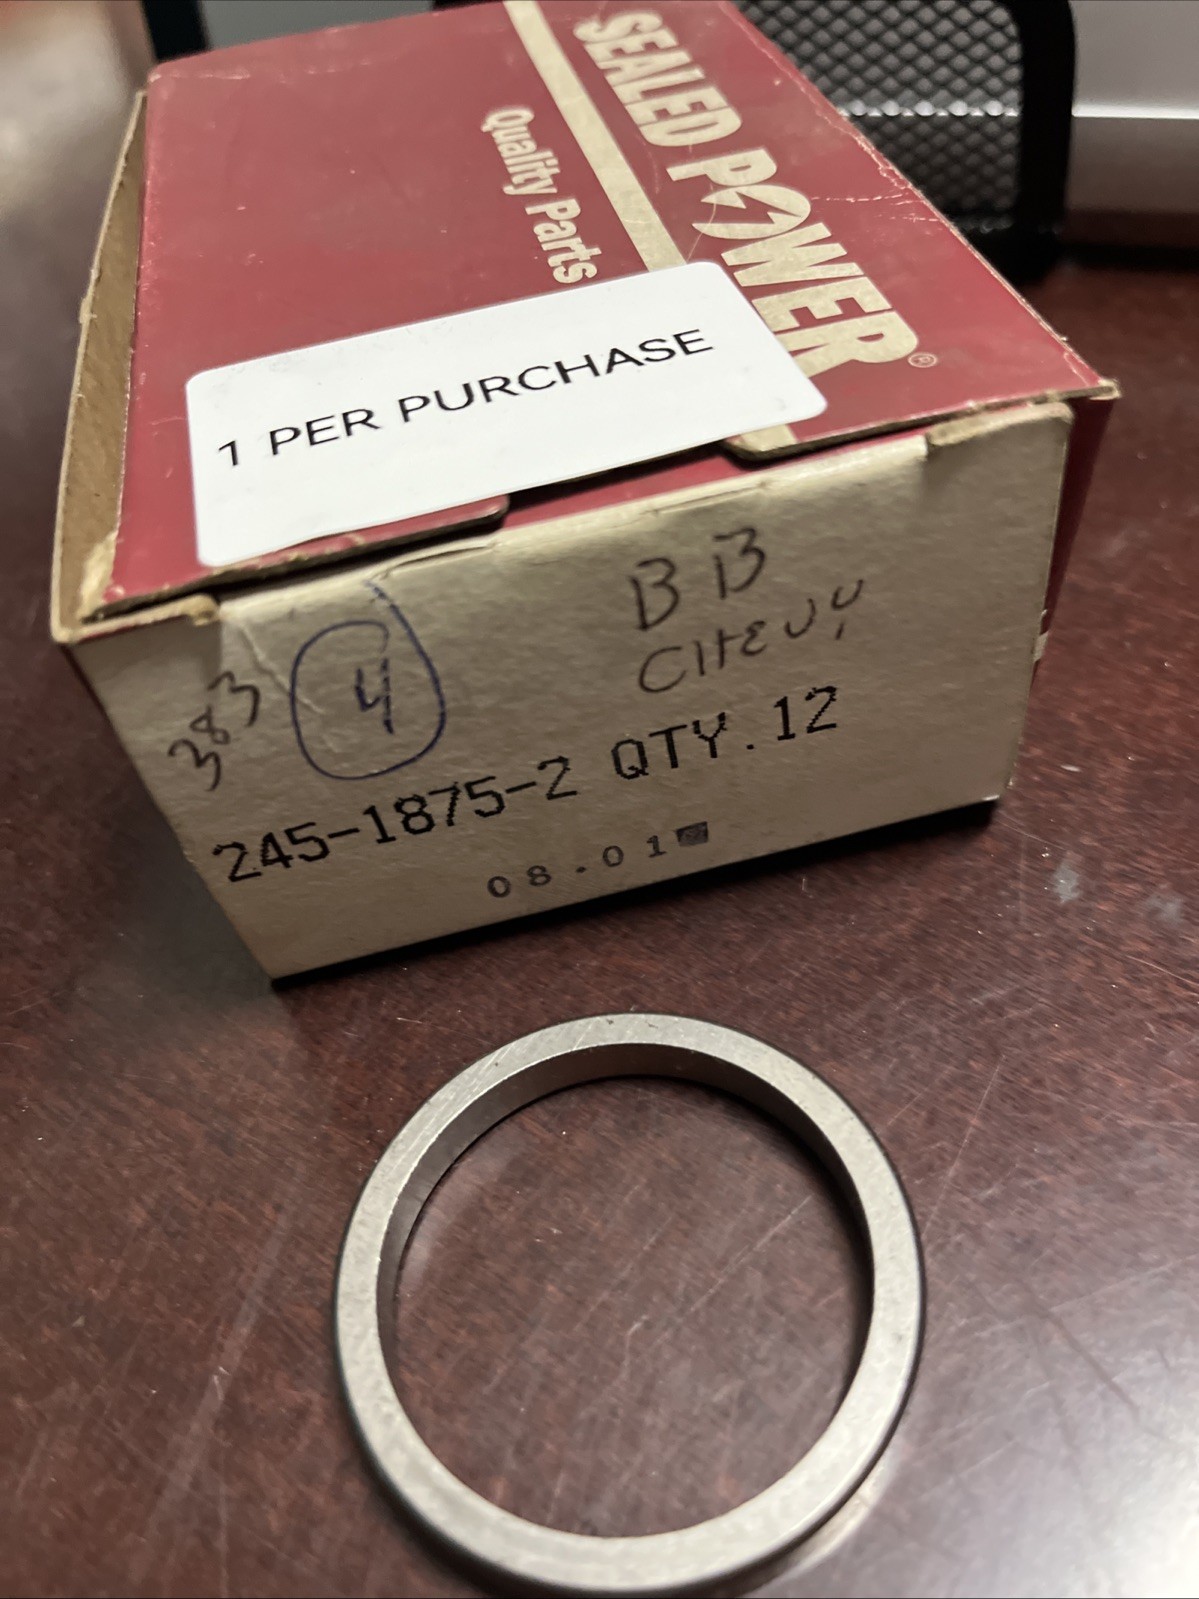 SEALED POWER®
Quality Parts
1 PER PURCHASE
BB
CHEVY
383
4
245-1875-2 QTY.12
08.01